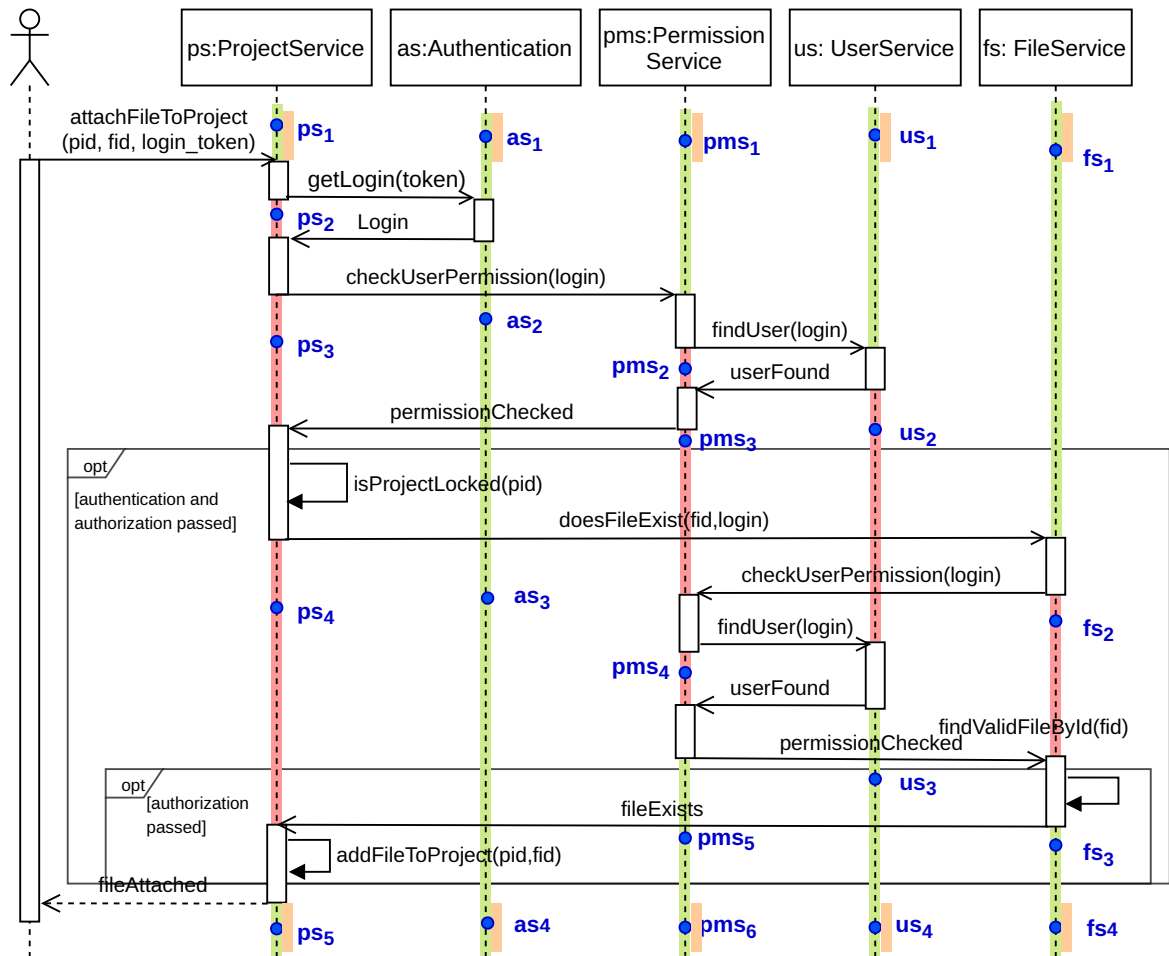 ps:ProjectService
as:Authentication
pms:Permission
Service
us: UserService
fs: FileService
attachFileToProject
(pid, fid, login_token)
ps1
as1
pms1
us1
fs1
getLogin(token)
ps2
Login
checkUserPermission(login)
as2
ps3
findUser(login)
pms2
userFound
permissionChecked
pms3
us2
opt
[authentication and
authorization passed]
isProjectLocked(pid)
doesFileExist(fid,login)
checkUserPermission(login)
as3
ps4
findUser(login)
fs2
pms4
userFound
findValidFileById(fid)
permissionChecked
opt
[authorization
passed]
us3
fileExists
pms5
fs3
addFileToProject(pid,fid)
fileAttached
ps5
as4
pms6
us4
fs4